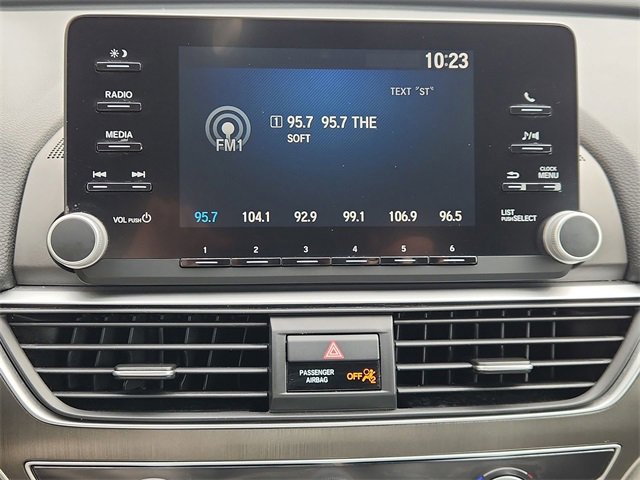 10:23
RADIO
TEXT "ST"
1 95.7 95.7 THE
SOFT
FM1
MEDIA
CLOCK
MENU
VOL PUSH
95.7 104.1 92.9 99.1 106.9 96.5
LIST
PUSH SELECT
1 2 3 4 5 6
PASSENGER
AIRBAG
OFF 2